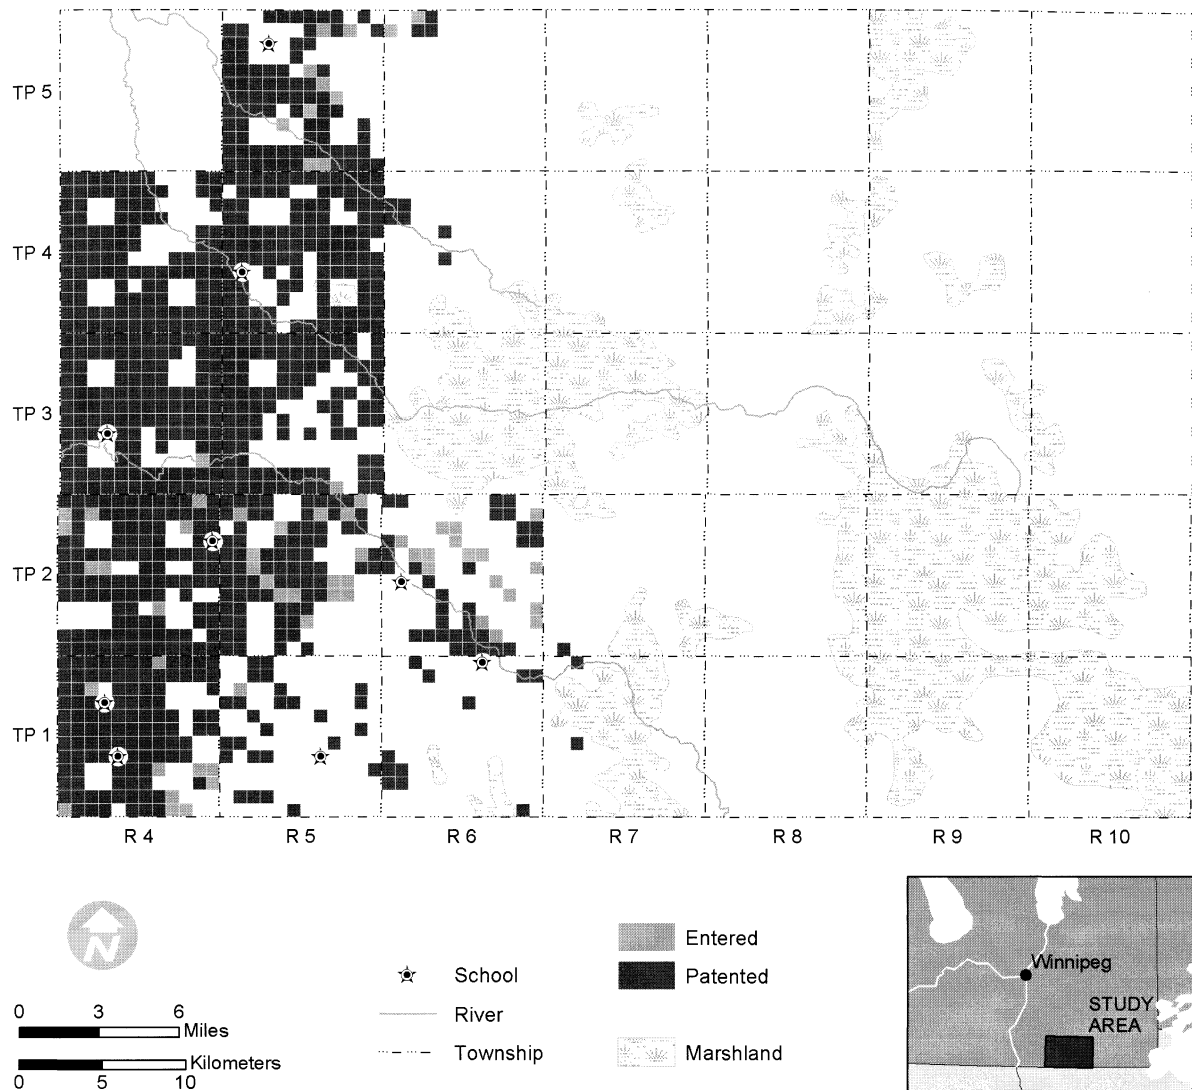 TP 5
TP 4
TP 3
TP 2
TP 1
R 4 R 5 R 6 R 7 R 8 R 9 R 10
N
0 3 6
Miles
Kilometers
0 5 10
School
River
Township
Entered
Patented
Marshland
Winnipeg
STUDY
AREA